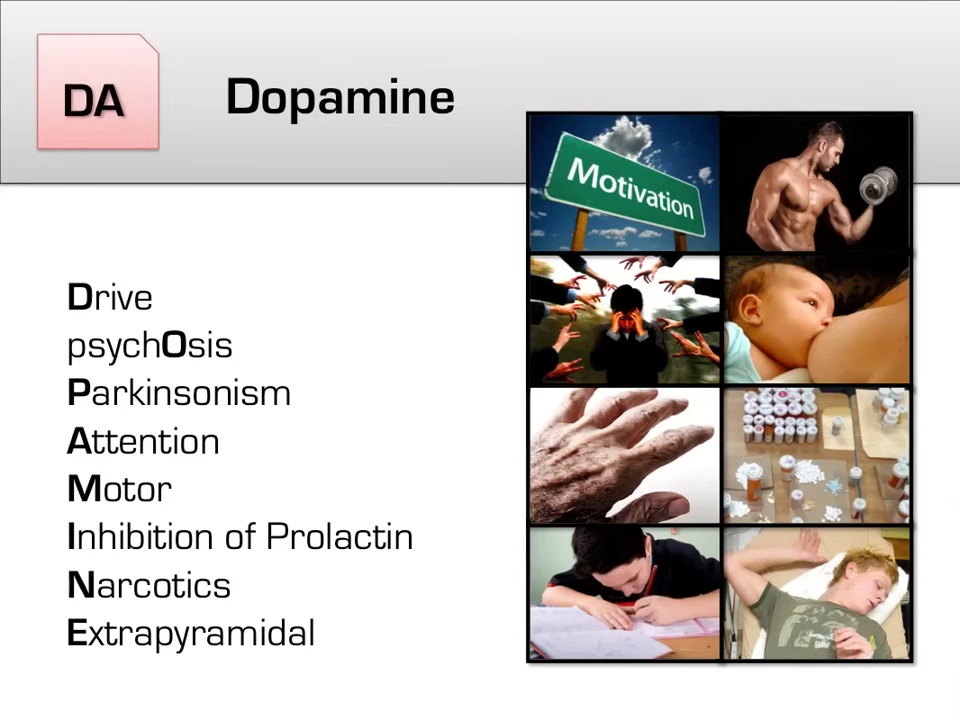 DA
Dopamine
Motivation
Drive
psychOsis
Parkinsonism
Attention
Motor
Inhibition of Prolactin
Narcotics
Extrapyramidal